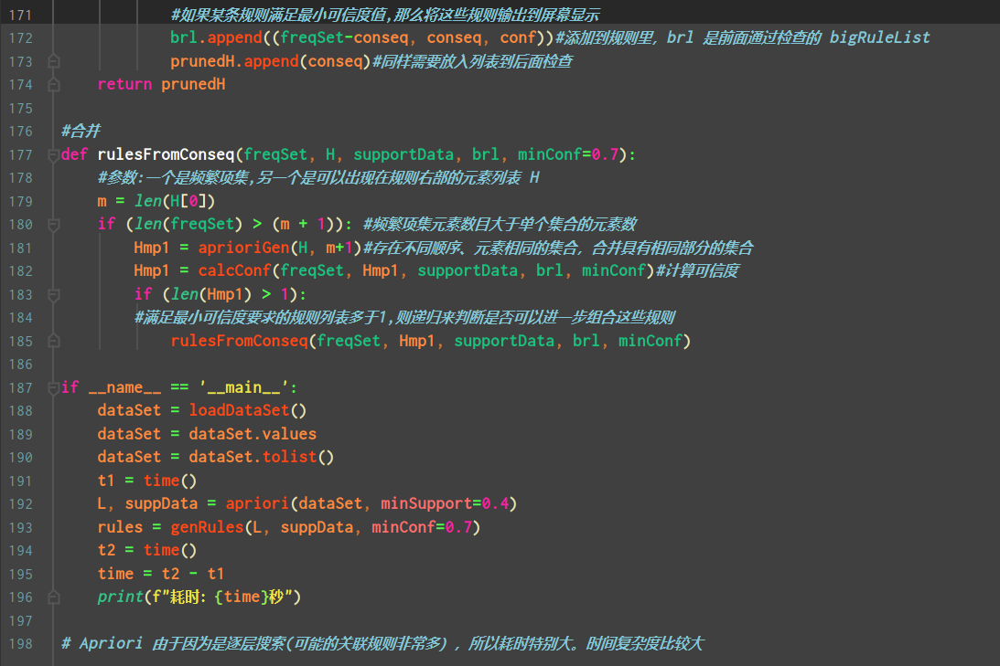 171 #如果某条规则满足最小可信度值,那么将这些规则输出到屏幕显示
172 brl.append((freqSet-conseq, conseq, conf))#添加到规则里，brl 是前面通过检查的 bigRuleList
173 prunedH.append(conseq)#同样需要放入列表到后面检查
174 return prunedH
175
176 #合并
177 def rulesFromConseq(freqSet, H, supportData, brl, minConf=0.7):
178 #参数:一个是频繁项集,另一个是可以出现在规则右部的元素列表 H
179 m = len(H[0])
180 if (len(freqSet) > (m + 1)): #频繁项集元素数目大于单个集合的元素数
181 Hmp1 = aprioriGen(H, m+1)#存在不同顺序、元素相同的集合，合并具有相同部分的集合
182 Hmp1 = calcConf(freqSet, Hmp1, supportData, brl, minConf)#计算可信度
183 if (len(Hmp1) > 1):
184 #满足最小可信度要求的规则列表多于1,则递归来判断是否可以进一步组合这些规则
185 rulesFromConseq(freqSet, Hmp1, supportData, brl, minConf)
186
187 if __name__ == '__main__':
188 dataSet = loadDataSet()
189 dataSet = dataSet.values
190 dataSet = dataSet.tolist()
191 t1 = time()
192 L, suppData = apriori(dataSet, minSupport=0.4)
193 rules = genRules(L, suppData, minConf=0.7)
194 t2 = time()
195 time = t2 - t1
196 print(f"耗时：{time}秒")
197
198 # Apriori 由于因为是逐层搜索(可能的关联规则非常多)，所以耗时特别大。时间复杂度比较大